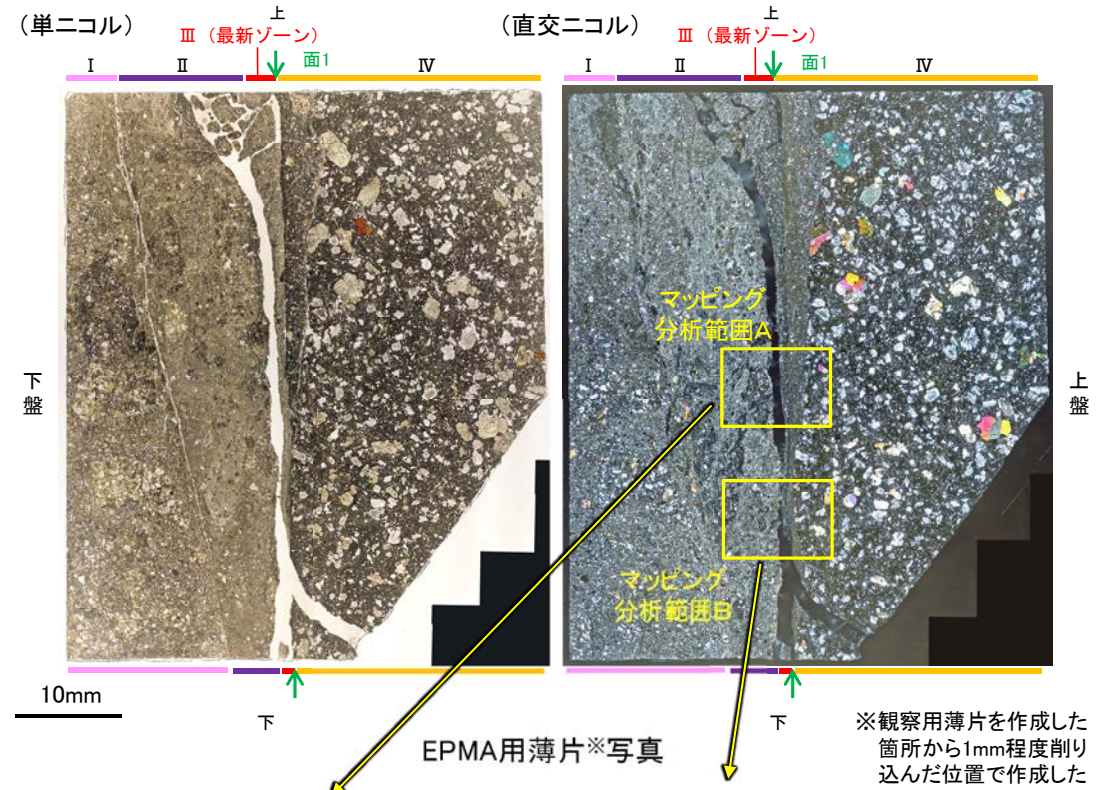 (単ニコル)
上
Ⅲ(最新ゾーン)
面1
Ⅰ
Ⅱ
Ⅳ
下
盤
10mm
下
(直交ニコル)
上
Ⅲ(最新ゾーン)
面1
Ⅰ
Ⅱ
Ⅳ
マッピング
分析範囲A
マッピング
分析範囲B
上
盤
下
EPMA用薄片※写真
※観察用薄片を作成した
箇所から1mm程度削り
込んだ位置で作成した